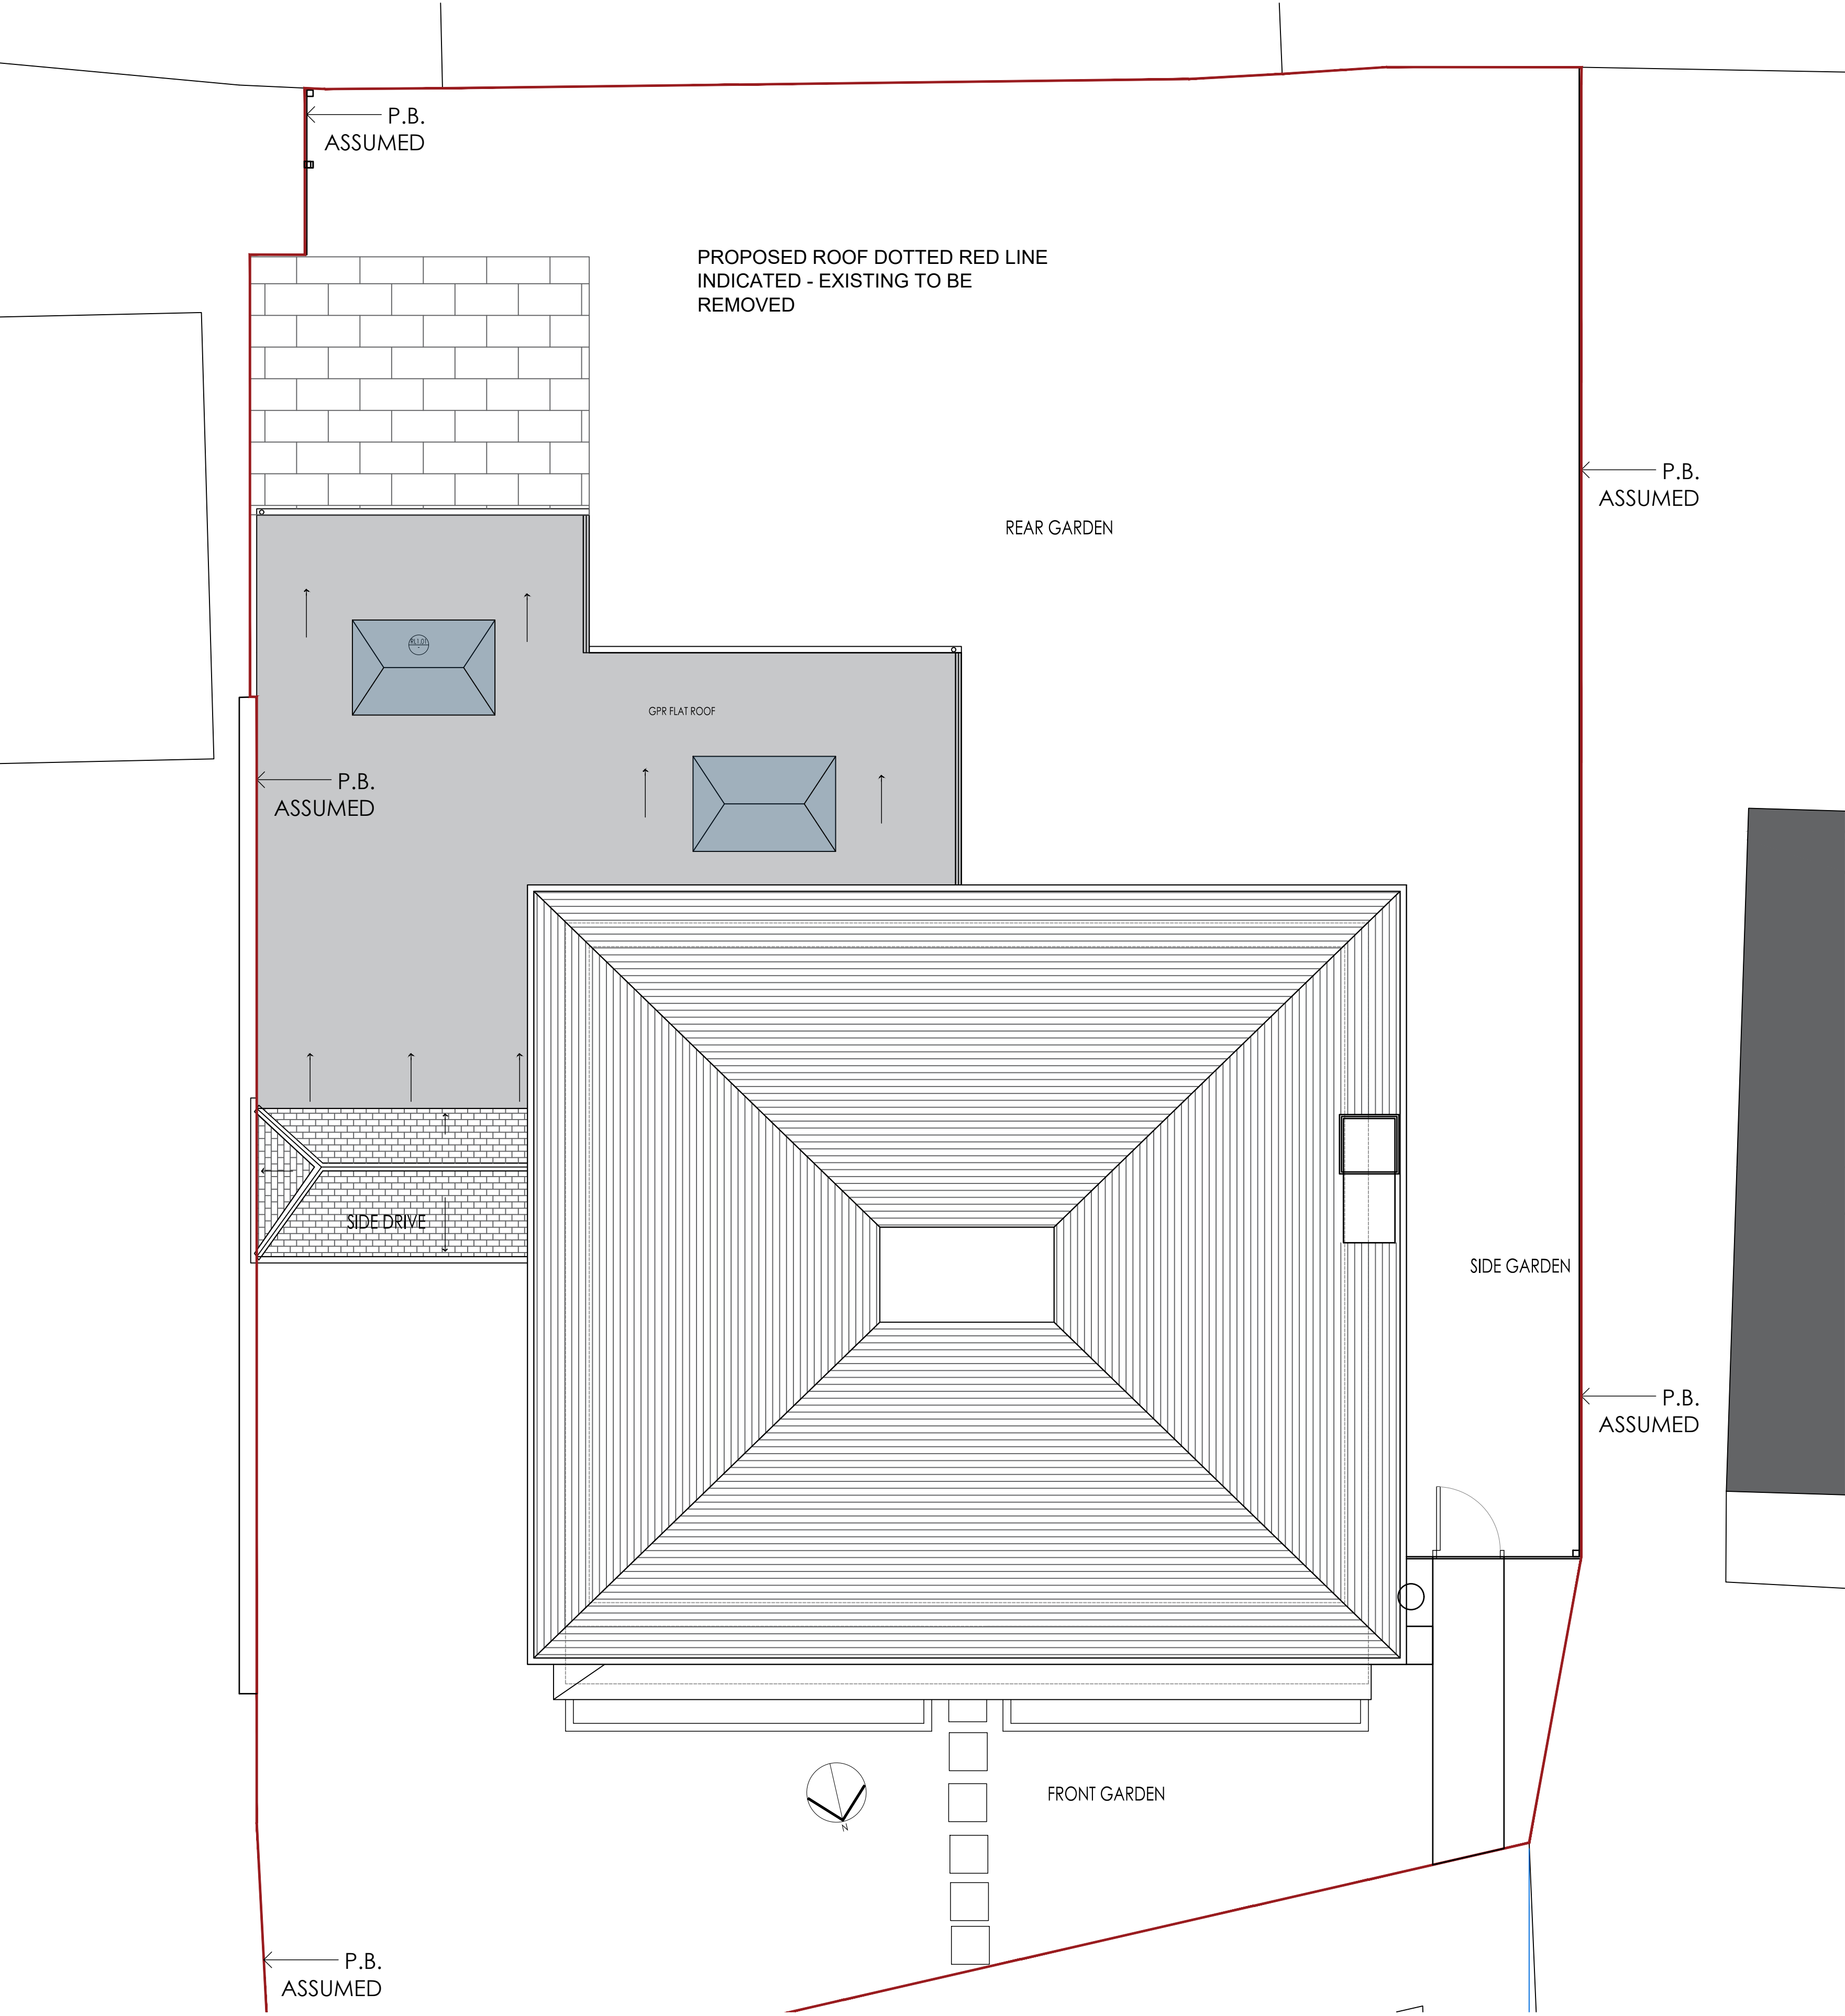 P.B.
ASSUMED
PROPOSED ROOF DOTTED RED LINE
INDICATED - EXISTING TO BE
REMOVED
P.B.
ASSUMED
REAR GARDEN
GPR FLAT ROOF
P.B.
ASSUMED
SIDE DRIVE
SIDE GARDEN
P.B.
ASSUMED
FRONT GARDEN
N
P.B.
ASSUMED